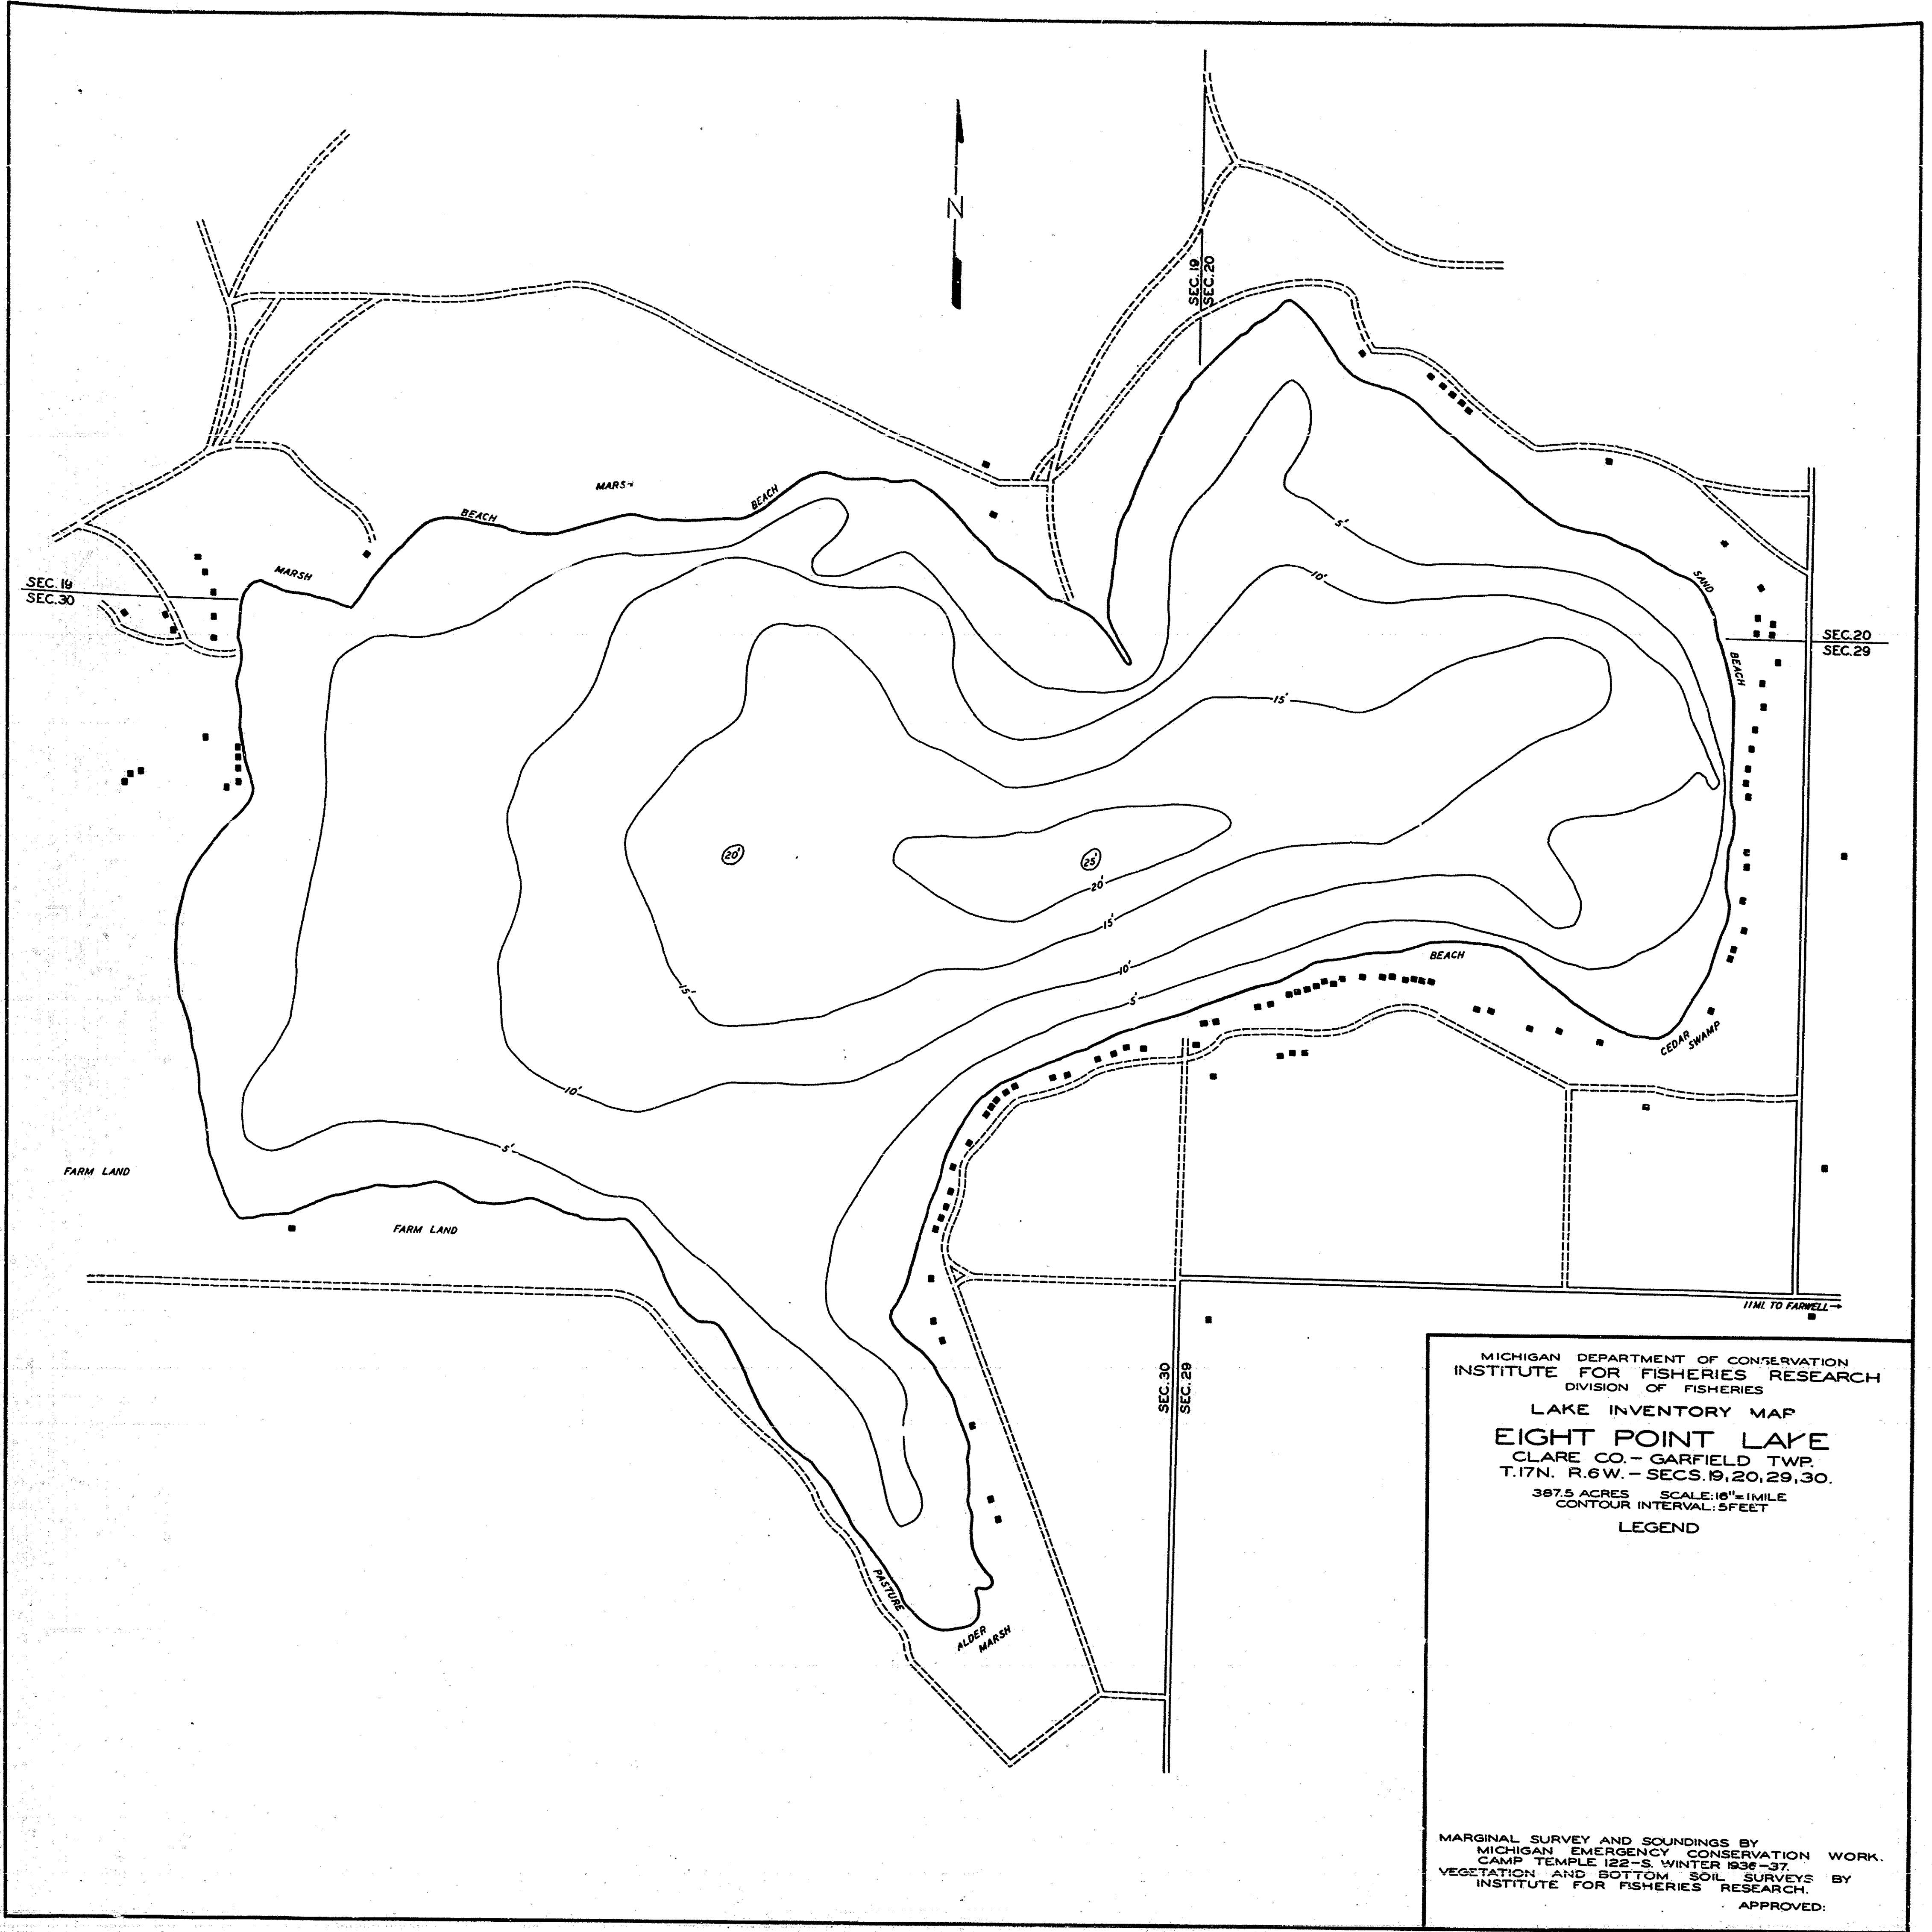 N
SEC. 19
SEC. 20
MARSH
BEACH
BEACH
MARSH
SEC. 19
SEC. 30
5'
10'
SAND
BEACH
SEC. 20
SEC. 29
15'
20'
25'
20'
15'
10'
5'
15'
10'
5'
BEACH
CEDAR
SWAMP
FARM LAND
FARM LAND
11 MI. TO FARWELL
SEC. 30
SEC. 29
PASTURE
ALDER
MARSH
MICHIGAN DEPARTMENT OF CONSERVATION
INSTITUTE FOR FISHERIES RESEARCH
DIVISION OF FISHERIES
LAKE INVENTORY MAP
EIGHT POINT LAKE
CLARE CO. – GARFIELD TWP.
T.17N. R.6W. – SECS. 19, 20, 29, 30.
387.5 ACRES SCALE: 16" = 1 MILE
CONTOUR INTERVAL: 5 FEET
LEGEND
MARGINAL SURVEY AND SOUNDINGS BY
MICHIGAN EMERGENCY CONSERVATION WORK.
CAMP TEMPLE 122-S. WINTER 1936-37.
VEGETATION AND BOTTOM SOIL SURVEYS BY
INSTITUTE FOR FISHERIES RESEARCH.
APPROVED: